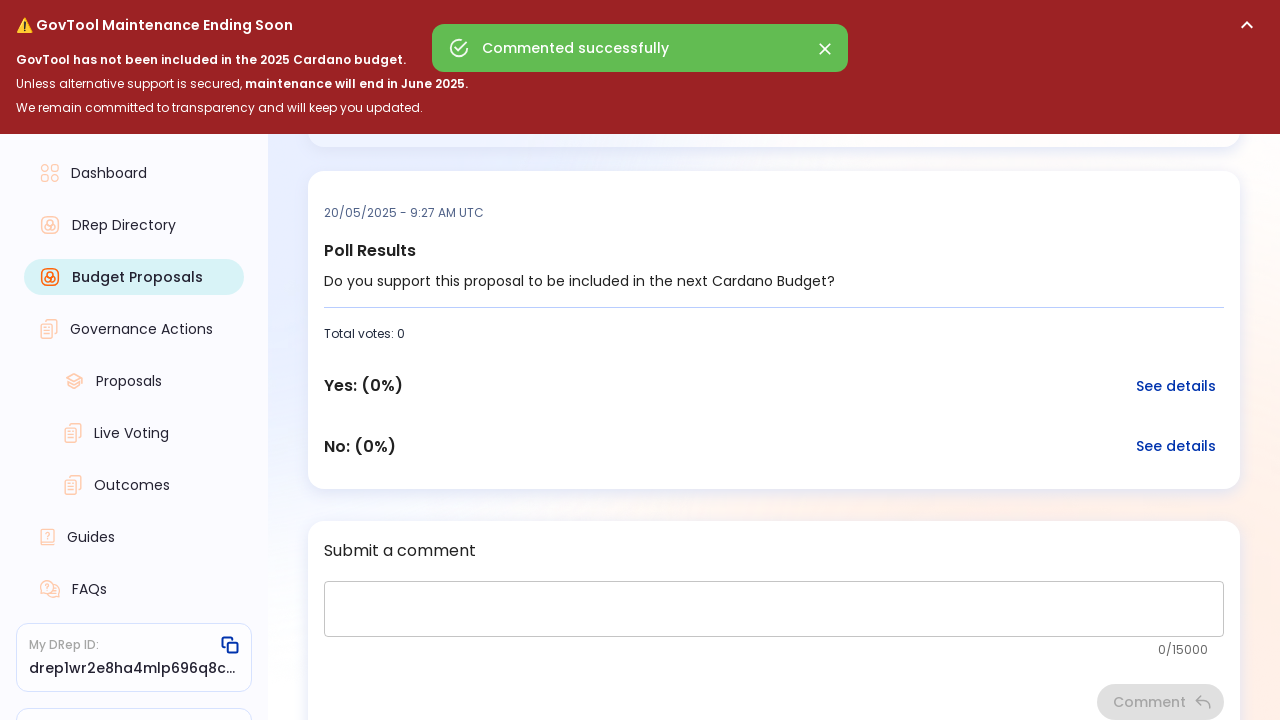 ⚠️ GovTool Maintenance Ending Soon
GovTool has not been included in the 2025 Cardano budget.
Unless alternative support is secured, maintenance will end in June 2025.
We remain committed to transparency and will keep you updated.
Commented successfully
Dashboard
DRep Directory
Budget Proposals
Governance Actions
Proposals
Live Voting
Outcomes
Guides
FAQs
My DRep ID:
drep1wr2e8ha4mlp696q8c...
20/05/2025 - 9:27 AM UTC
Poll Results
Do you support this proposal to be included in the next Cardano Budget?
Total votes: 0
Yes: (0%)
See details
No: (0%)
See details
Submit a comment
0/15000
Comment